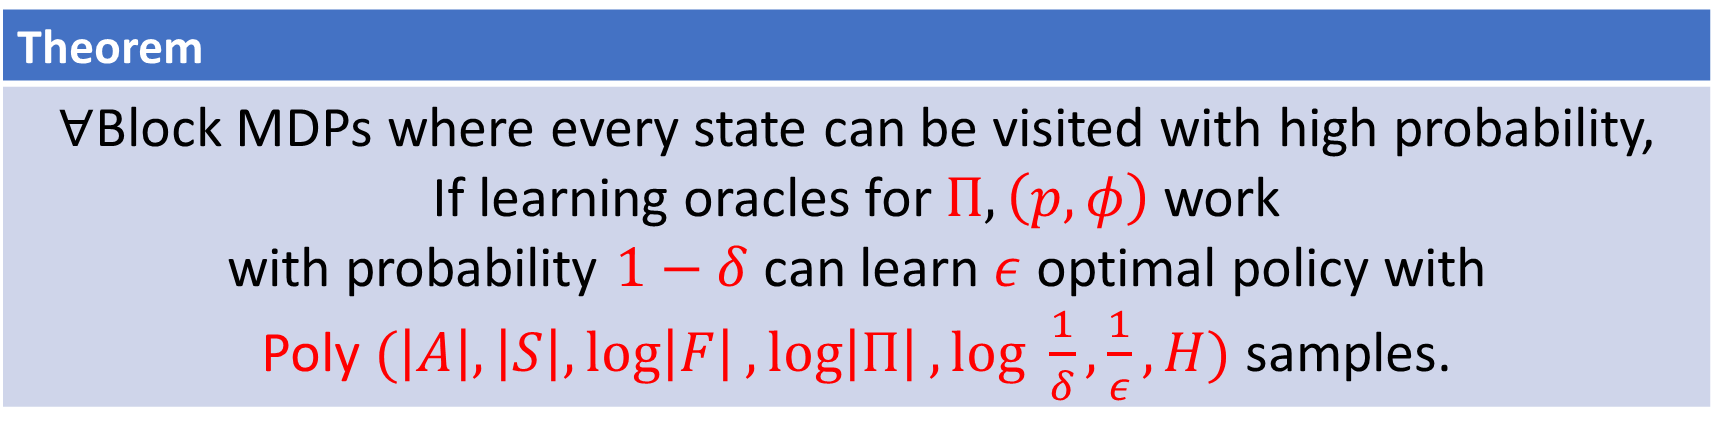 Theorem
∀Block MDPs where every state can be visited with high probability,
If learning oracles for Π, (p, ϕ) work
with probability 1 − δ can learn ϵ optimal policy with
Poly (|A|, |S|, log|F| , log|Π| , log 1/δ, 1/ϵ, H) samples.